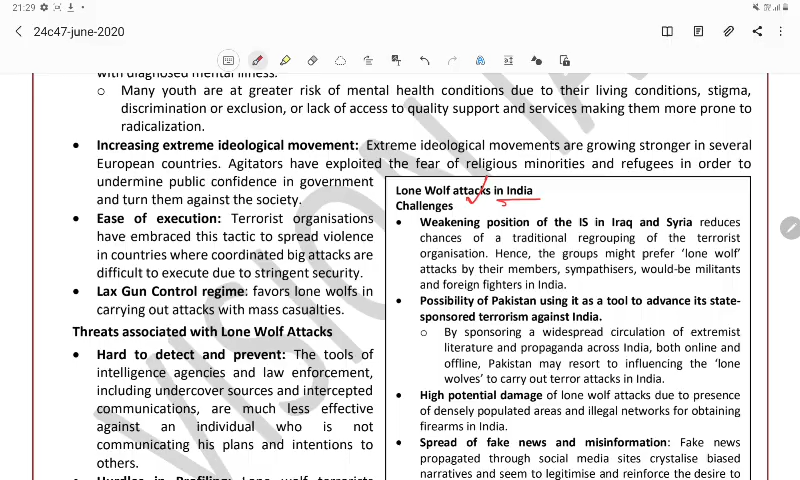 21:29
24c47-june-2020
with diagnosed mental illness.
o Many youth are at greater risk of mental health conditions due to their living conditions, stigma,
discrimination or exclusion, or lack of access to quality support and services making them more prone to
radicalization.
• Increasing extreme ideological movement: Extreme ideological movements are growing stronger in several
European countries. Agitators have exploited the fear of religious minorities and refugees in order to
undermine public confidence in government
and turn them against the society.
• Ease of execution: Terrorist organisations
have embraced this tactic to spread violence
in countries where coordinated big attacks are
difficult to execute due to stringent security.
• Lax Gun Control regime: favors lone wolfs in
carrying out attacks with mass casualties.
Threats associated with Lone Wolf Attacks
• Hard to detect and prevent: The tools of
intelligence agencies and law enforcement,
including undercover sources and intercepted
communications, are much less effective
against an individual who is not
communicating his plans and intentions to
others.
• Hurdles in Profiling: Lone wolf terrorists
Lone Wolf attacks in India
Challenges
• Weakening position of the IS in Iraq and Syria reduces
chances of a traditional regrouping of the terrorist
organisation. Hence, the groups might prefer ‘lone wolf’
attacks by their members, sympathisers, would-be militants
and foreign fighters in India.
• Possibility of Pakistan using it as a tool to advance its state-
sponsored terrorism against India.
o By sponsoring a widespread circulation of extremist
literature and propaganda across India, both online and
offline, Pakistan may resort to influencing the ‘lone
wolves’ to carry out terror attacks in India.
• High potential damage of lone wolf attacks due to presence
of densely populated areas and illegal networks for obtaining
firearms in India.
• Spread of fake news and misinformation: Fake news
propagated through social media sites crystalise biased
narratives and seem to legitimise and reinforce the desire to
VISION IA